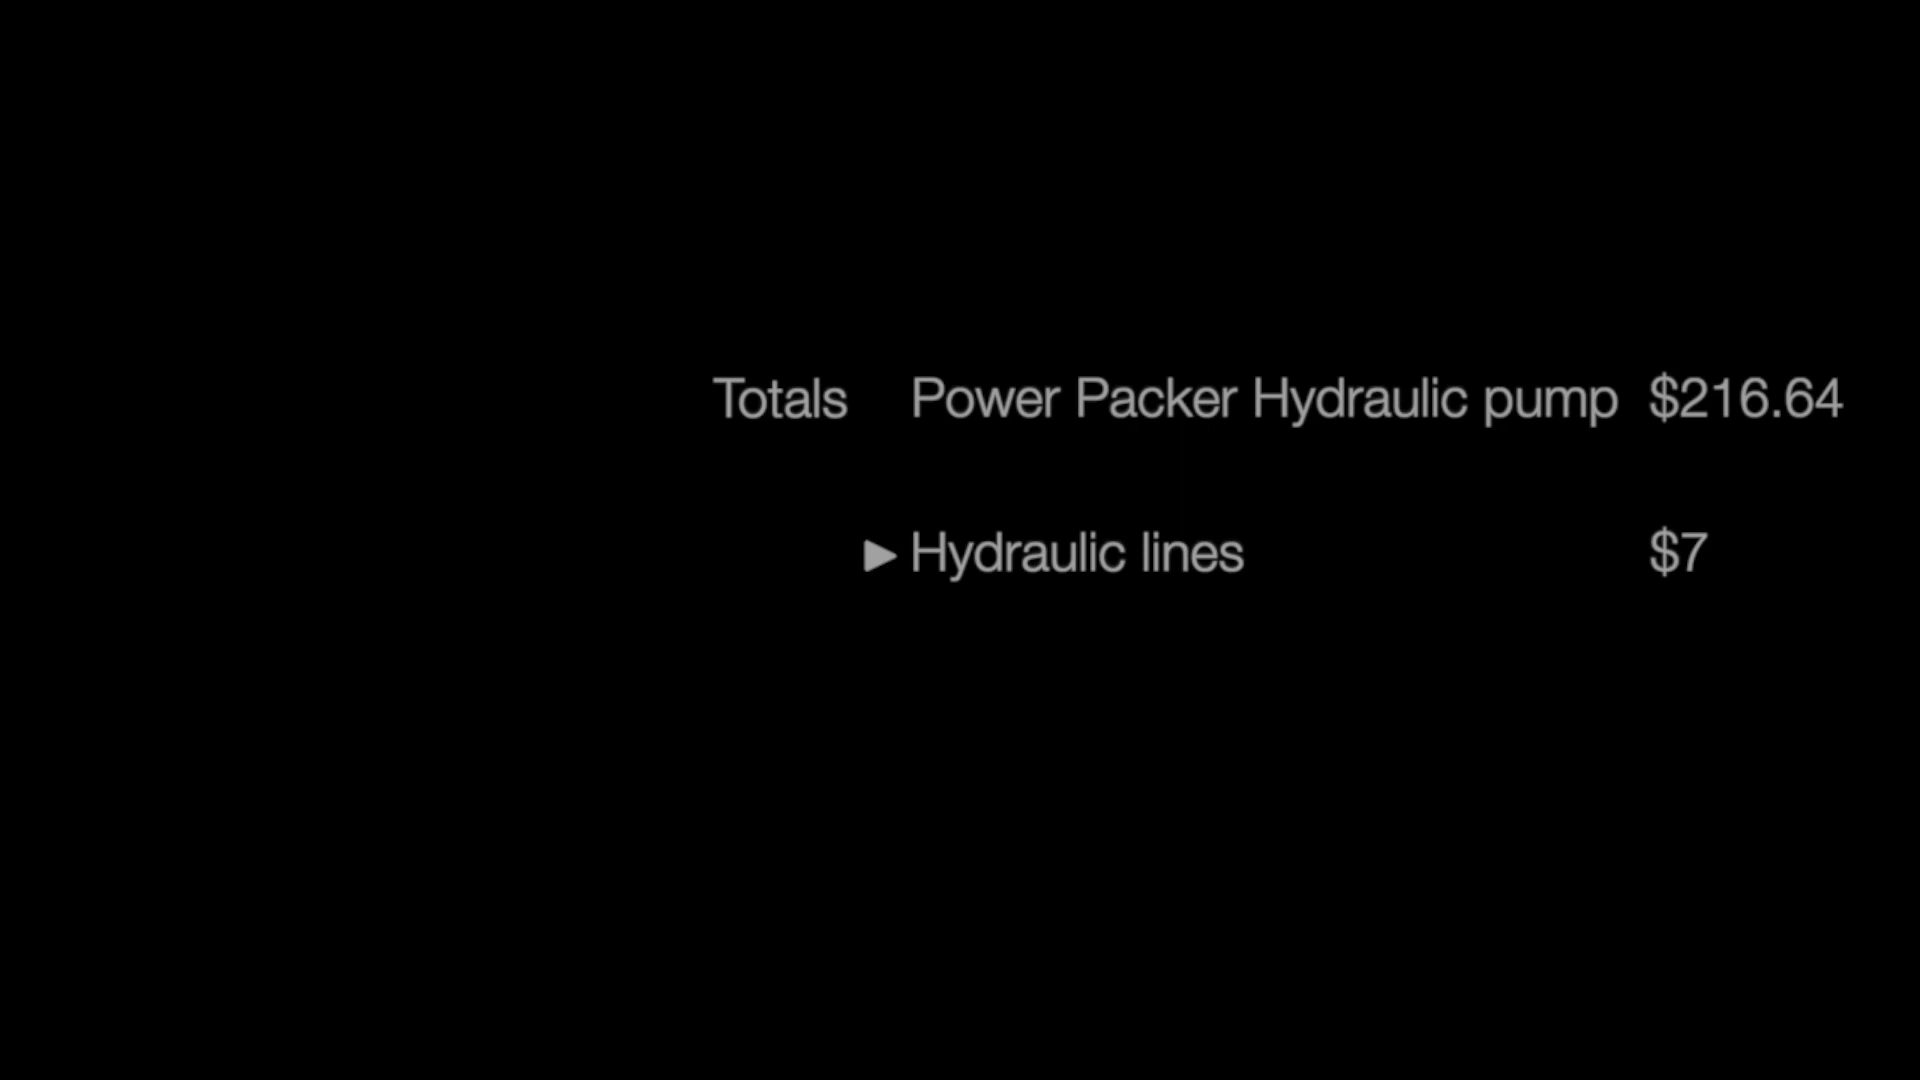 Totals Power Packer Hydraulic pump $216.64
▶ Hydraulic lines $7